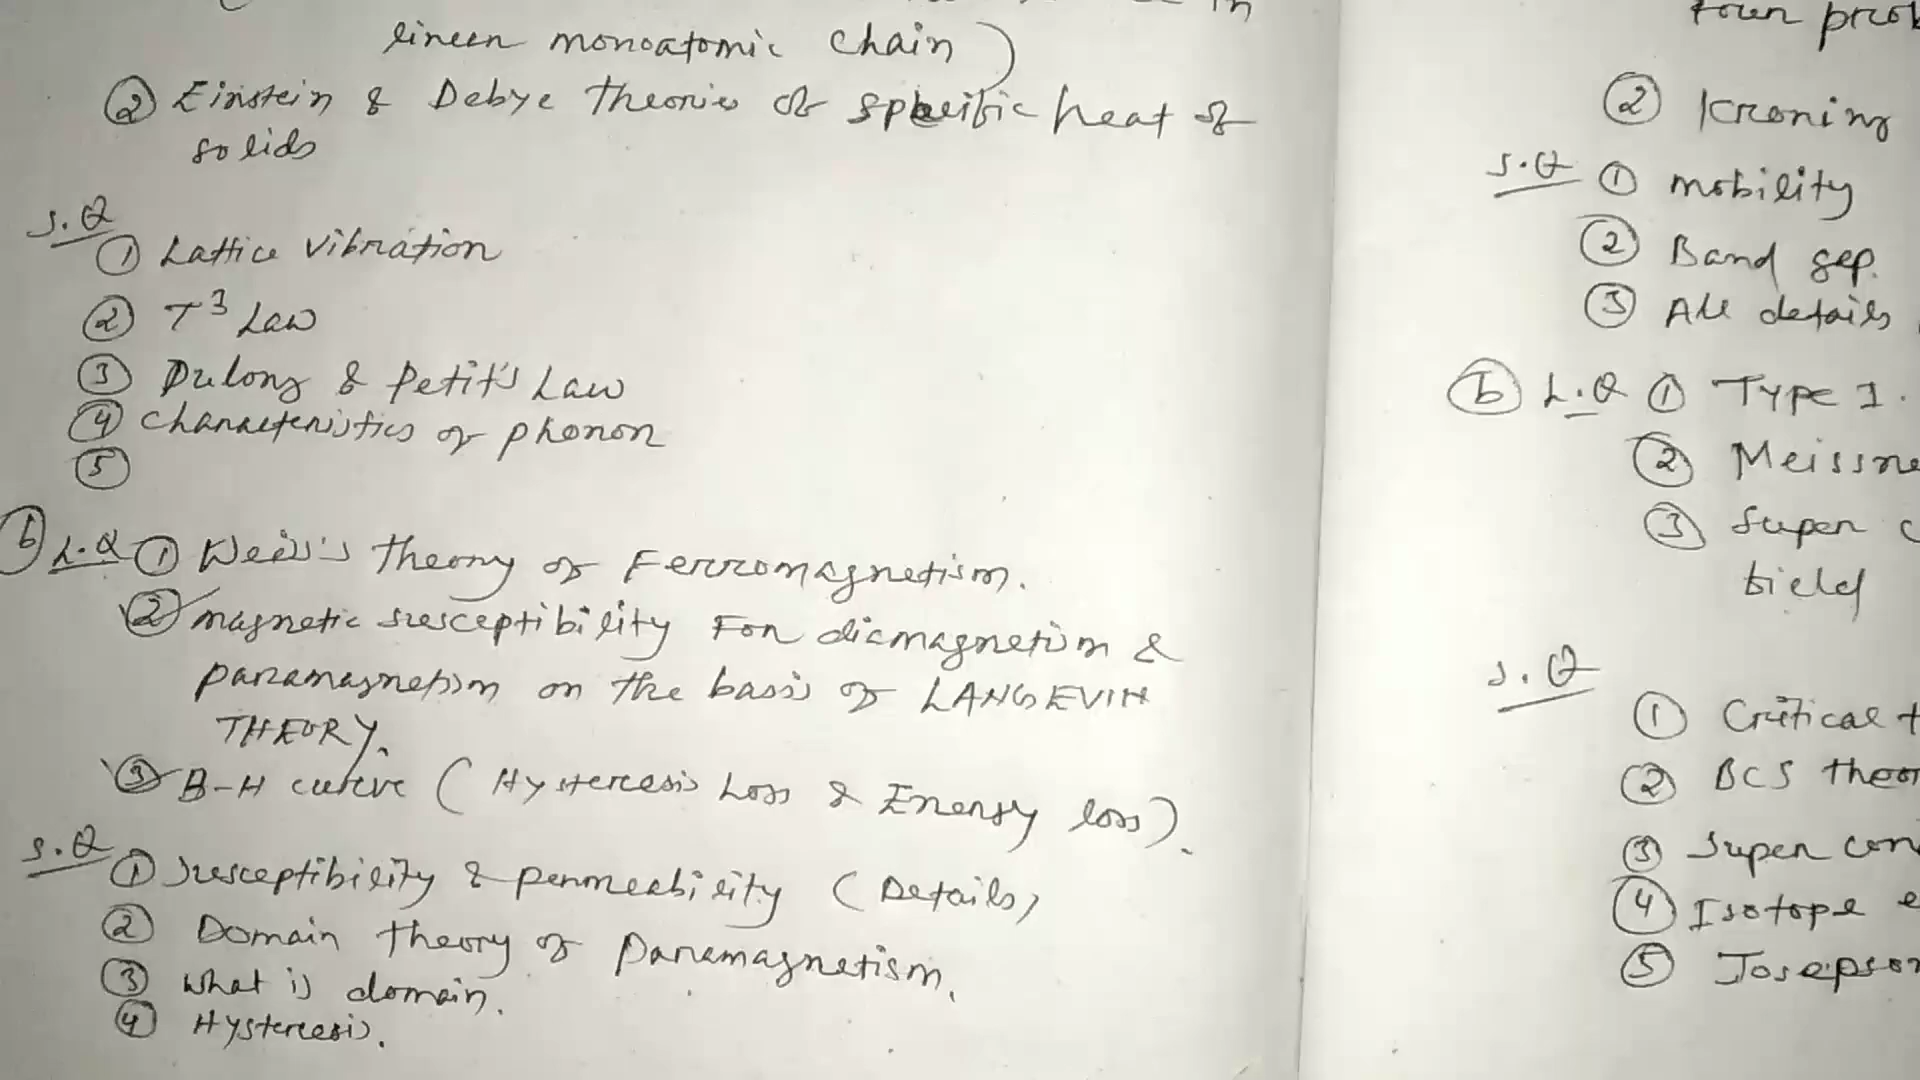 in
linear monoatomic chain)
② Einstein & Debye theories of specific heat of
solids
S.Q
① Lattice vibration
② T³ Law
③ Dulong & Petit's Law
④ Characteristics of phonon
⑤
ⓑ L.Q ① Weiss's theory of Ferromagnetism.
② magnetic susceptibility For diamagnetism &
paramagnetism on the basis of LANGEVIN
THEORY.
③ B-H curve (Hysteresis Loss & Energy loss).
S.Q
① Susceptibility & permeability (Details)
② Domain theory of Paramagnetism.
③ what is domain.
④ Hysteresis.
② Kroning
S.Q ① mobility
② Band gap.
③ All details
ⓑ L.Q ① Type I.
② Meissne
③ Super c
field
S.Q
① Critical t
② BCS theor
③ Super con
④ Isotope e
⑤ Josepson